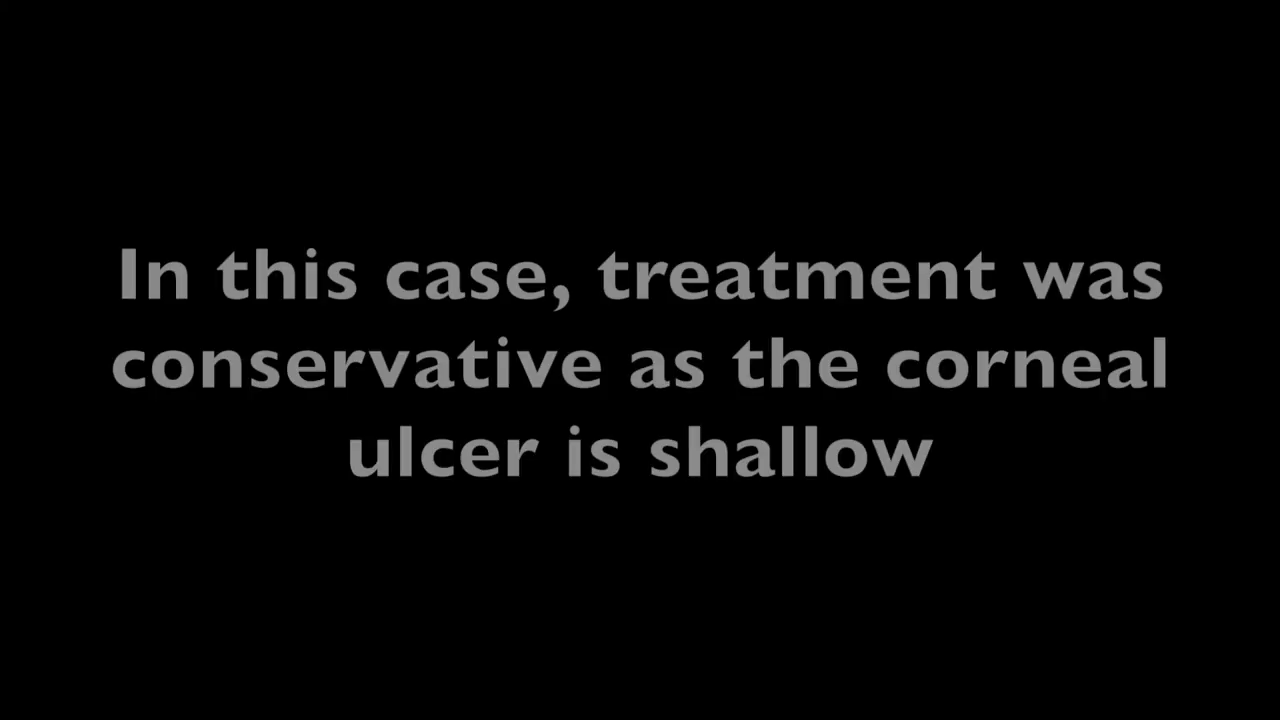 In this case, treatment was
conservative as the corneal
ulcer is shallow